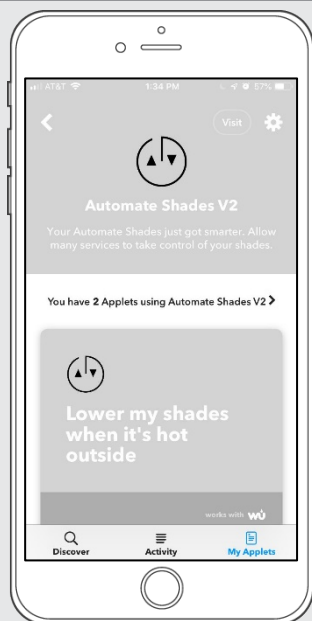 AT&T 1:34 PM 57%
Visit
Automate Shades V2
Your Automate Shades just got smarter. Allow
many services to take control of your shades.
You have 2 Applets using Automate Shades V2
Lower my shades
when it's hot
outside
works with wu
Discover Activity My Applets